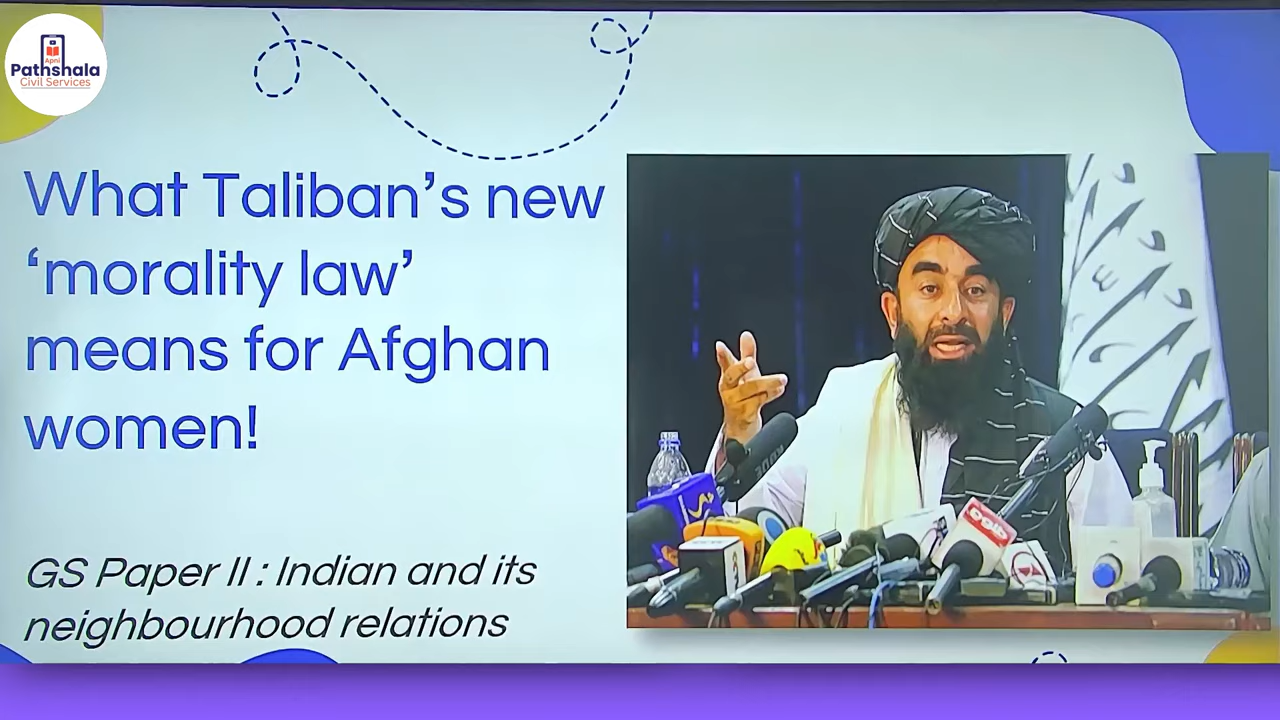 Apni
Pathshala
Civil Services
What Taliban's new
‘morality law’
means for Afghan
women!
GS Paper II : Indian and its
neighbourhood relations